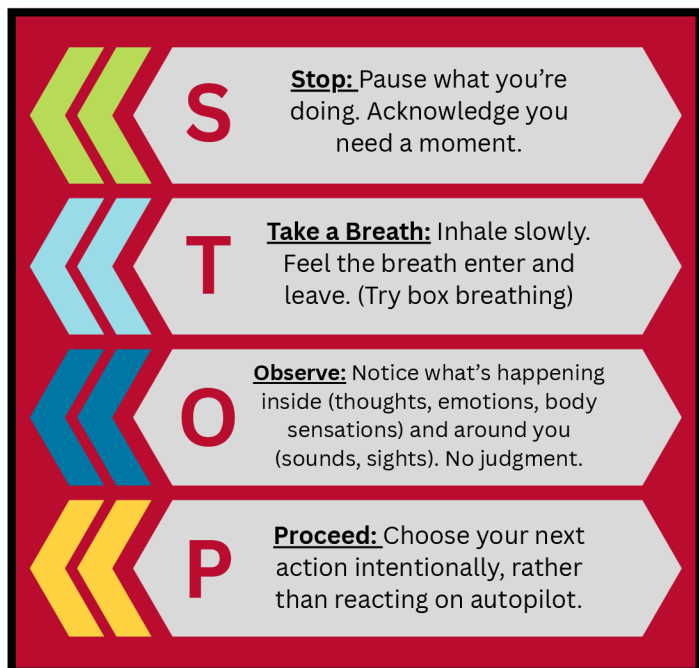 S
Stop: Pause what you’re
doing. Acknowledge you
need a moment.
T
Take a Breath: Inhale slowly.
Feel the breath enter and
leave. (Try box breathing)
O
Observe: Notice what’s happening
inside (thoughts, emotions, body
sensations) and around you
(sounds, sights). No judgment.
P
Proceed: Choose your next
action intentionally, rather
than reacting on autopilot.